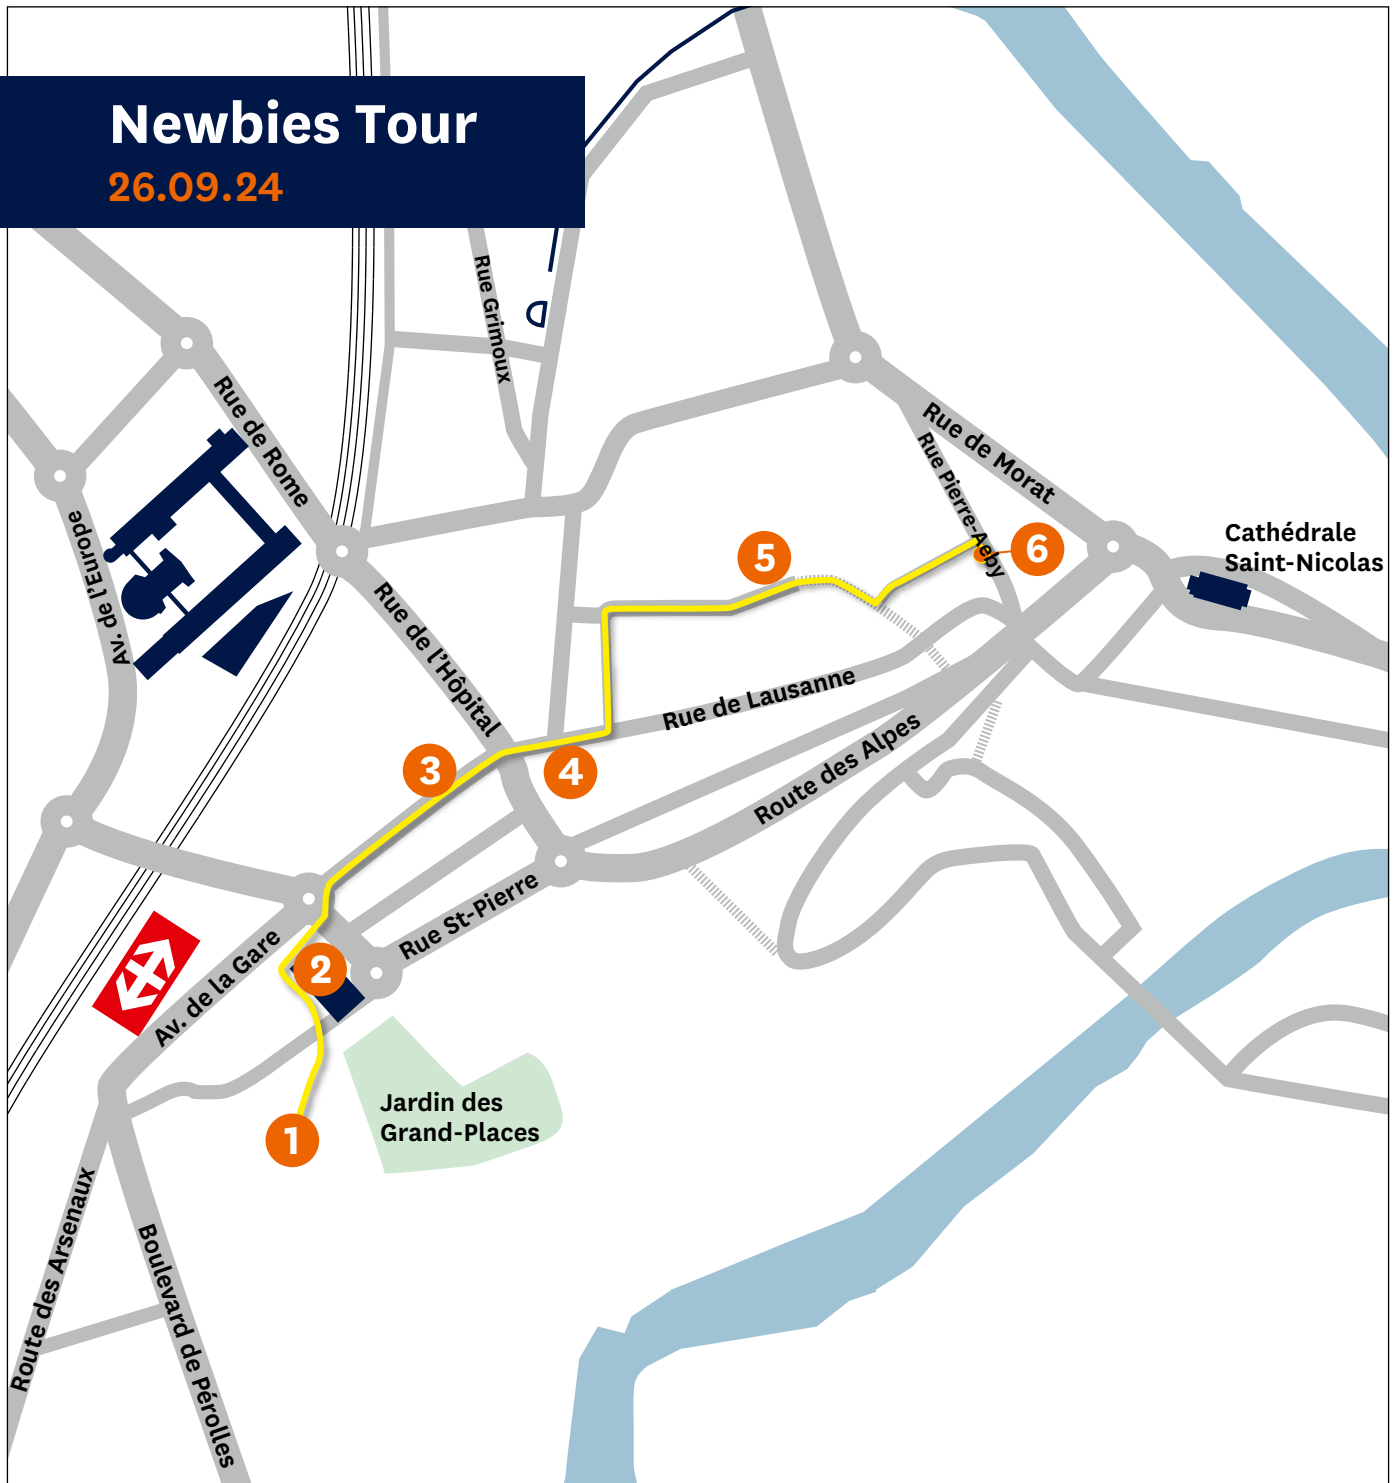 Newbies Tour
26.09.24
Rue Grimoux
Rue de Rome
Rue de Morat
Rue Pierre-Aeby
Av. de l'Europe
Cathédrale
Saint-Nicolas
5
6
Rue de l'Hôpital
Rue de Lausanne
3
4
Route des Alpes
Rue St-Pierre
Av. de la Gare
2
1
Jardin des
Grand-Places
Route des Arsenaux
Boulevard de Pérolles